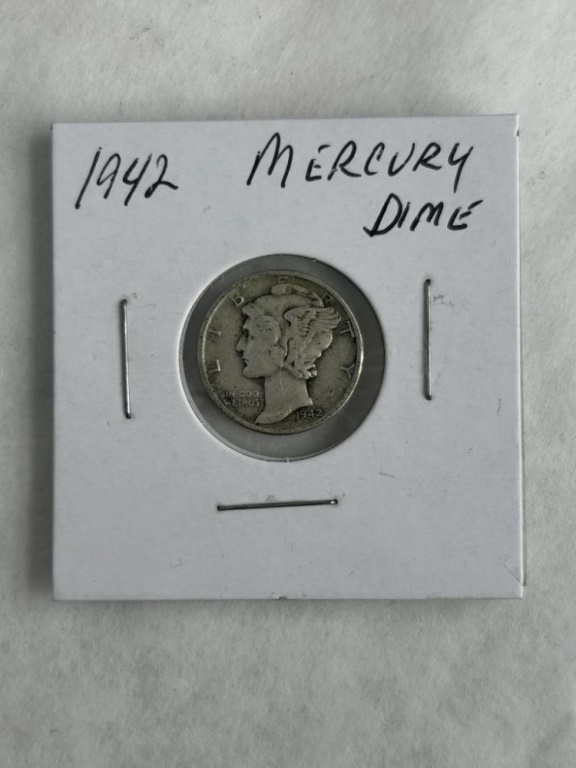 1942 MERCURY
DIME
LIBERTY
IN GOD
WE TRUST
1942